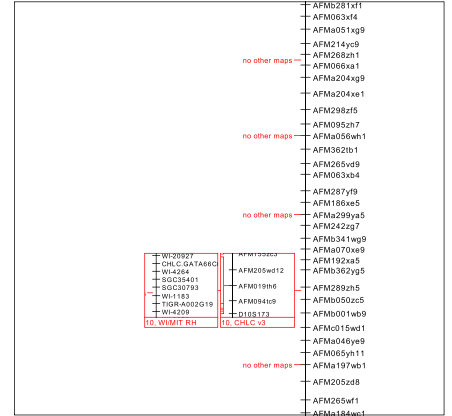 AFMb281xf1
AFM063xf4
AFMa051xg9
AFM214yc9
AFM268zh1
no other maps
AFM066xa1
AFMa204xg9
AFMa204xe1
AFM298zf5
AFM095zh7
no other maps
AFMa056wh1
AFM362tb1
AFM265vd9
AFM063xb4
AFM287yf9
AFM186xe5
no other maps
AFMa299ya5
AFM242zg7
AFMb341wg9
AFMa070xe9
AFM192xa5
AFMb362yg5
AFM289zh5
AFMb050zc5
AFMb001wb9
AFMc015wd1
AFMa046ye9
AFM065yh11
no other maps
AFMa197wb1
AFM205zd8
AFM265wf1
AFMa184wc1
WI-20927
CHLC.GATA66C
WI-4264
SGC35401
SGC30793
WI-1183
TIGR-A002G19
WI-4209
10, WI/MIT RH
AFM205wd12
AFM019th6
AFM094tc9
D10S173
10, CHLC v3